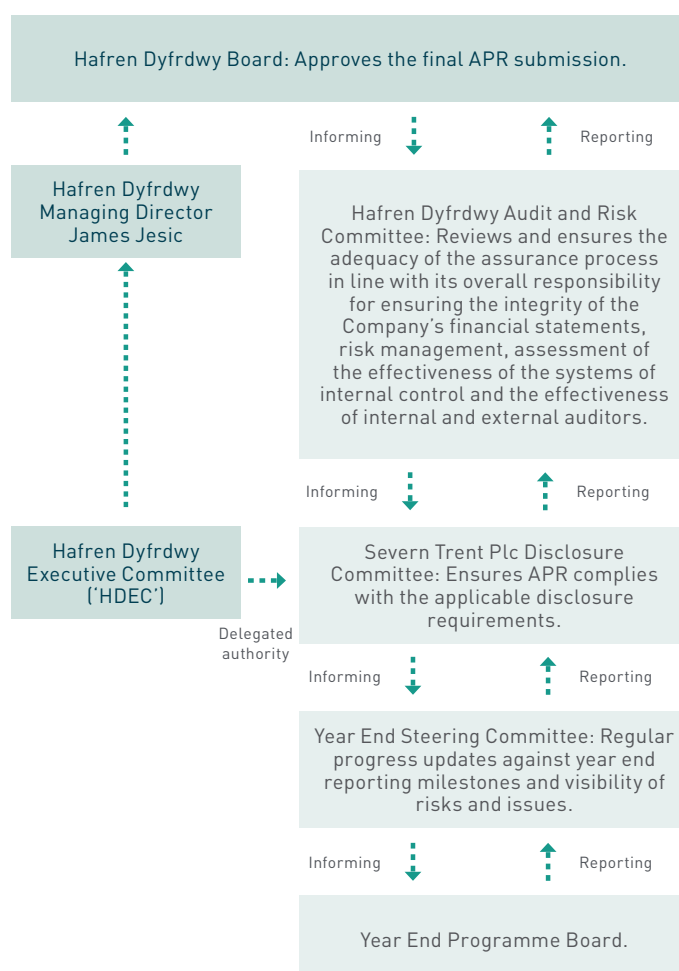 Hafren Dyfrdwy Board: Approves the final APR submission.
Informing
Reporting
Hafren Dyfrdwy
Managing Director
James Jesic
Hafren Dyfrdwy Audit and Risk
Committee: Reviews and ensures the
adequacy of the assurance process
in line with its overall responsibility
for ensuring the integrity of the
Company’s financial statements,
risk management, assessment of
the effectiveness of the systems of
internal control and the effectiveness
of internal and external auditors.
Informing
Reporting
Hafren Dyfrdwy
Executive Committee
(‘HDEC’)
Delegated
authority
Severn Trent Plc Disclosure
Committee: Ensures APR complies
with the applicable disclosure
requirements.
Informing
Reporting
Year End Steering Committee: Regular
progress updates against year end
reporting milestones and visibility of
risks and issues.
Informing
Reporting
Year End Programme Board.